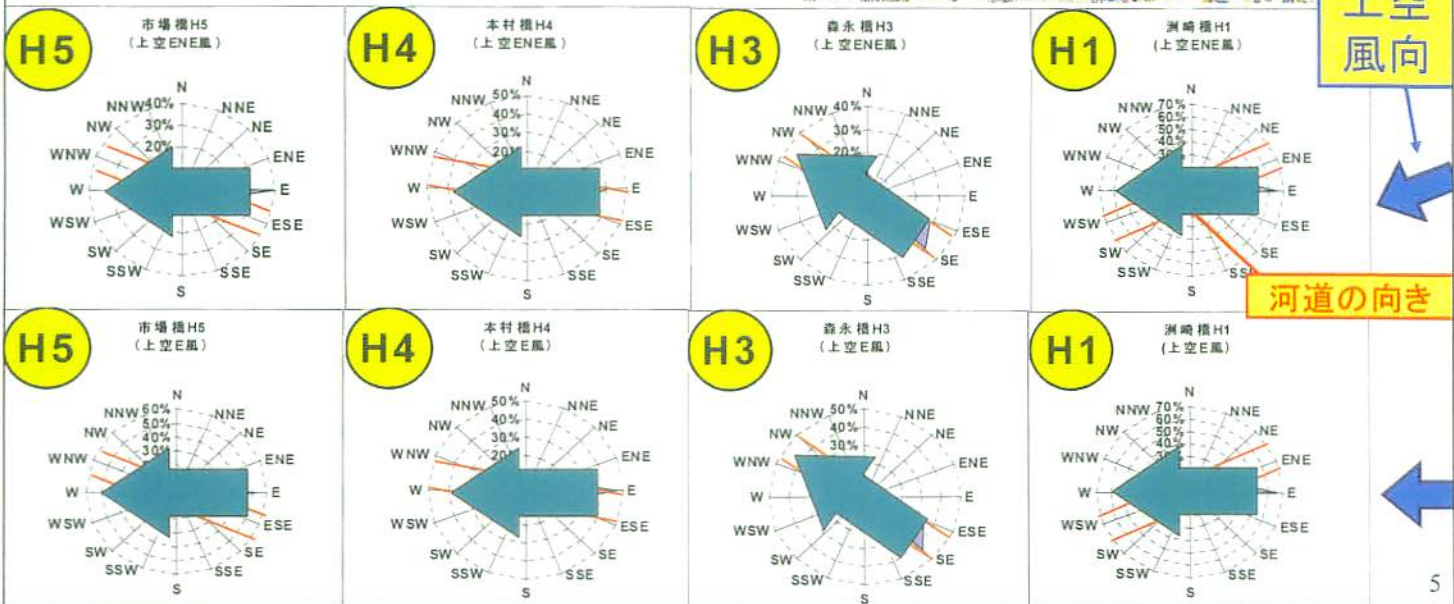 上空
風向
H5
市場橋H5
（上空ENE風）
N
NNW 40% NNE
NW 30% NE
20%
WNW ENE
W E
WSW ESE
SW SE
SSW SSE
S
H4
本村橋H4
（上空ENE風）
N
50%
NNW 40% NNE
NW 30% NE
20%
WNW ENE
W E
WSW ESE
SW SE
SSW SSE
S
H3
森永橋H3
（上空ENE風）
N
40%
NNW NNE
NW 30% NE
20%
WNW ENE
W E
WSW ESE
SW SE
SSW SSE
S
H1
洲崎橋H1
（上空ENE風）
N
70%
NNW 60% NNE
50%
NW 40% NE
30%
WNW ENE
W E
WSW ESE
SW SE
SSW SSE
S
河道の向き
H5
市場橋H5
（上空E風）
N
60%
NNW 50% NNE
NW 40% NE
30%
WNW ENE
W E
WSW ESE
SW SE
SSW SSE
S
H4
本村橋H4
（上空E風）
N
50%
NNW 40% NNE
NW 30% NE
20%
WNW ENE
W E
WSW ESE
SW SE
SSW SSE
S
H3
森永橋H3
（上空E風）
N
50%
NNW 40% NNE
NW 30% NE
WNW ENE
W E
WSW ESE
SW SE
SSW SSE
S
H1
洲崎橋H1
（上空E風）
N
70%
NNW 60% NNE
50%
NW 40% NE
30%
WNW ENE
W E
WSW ESE
SW SE
SSW SSE
S
5